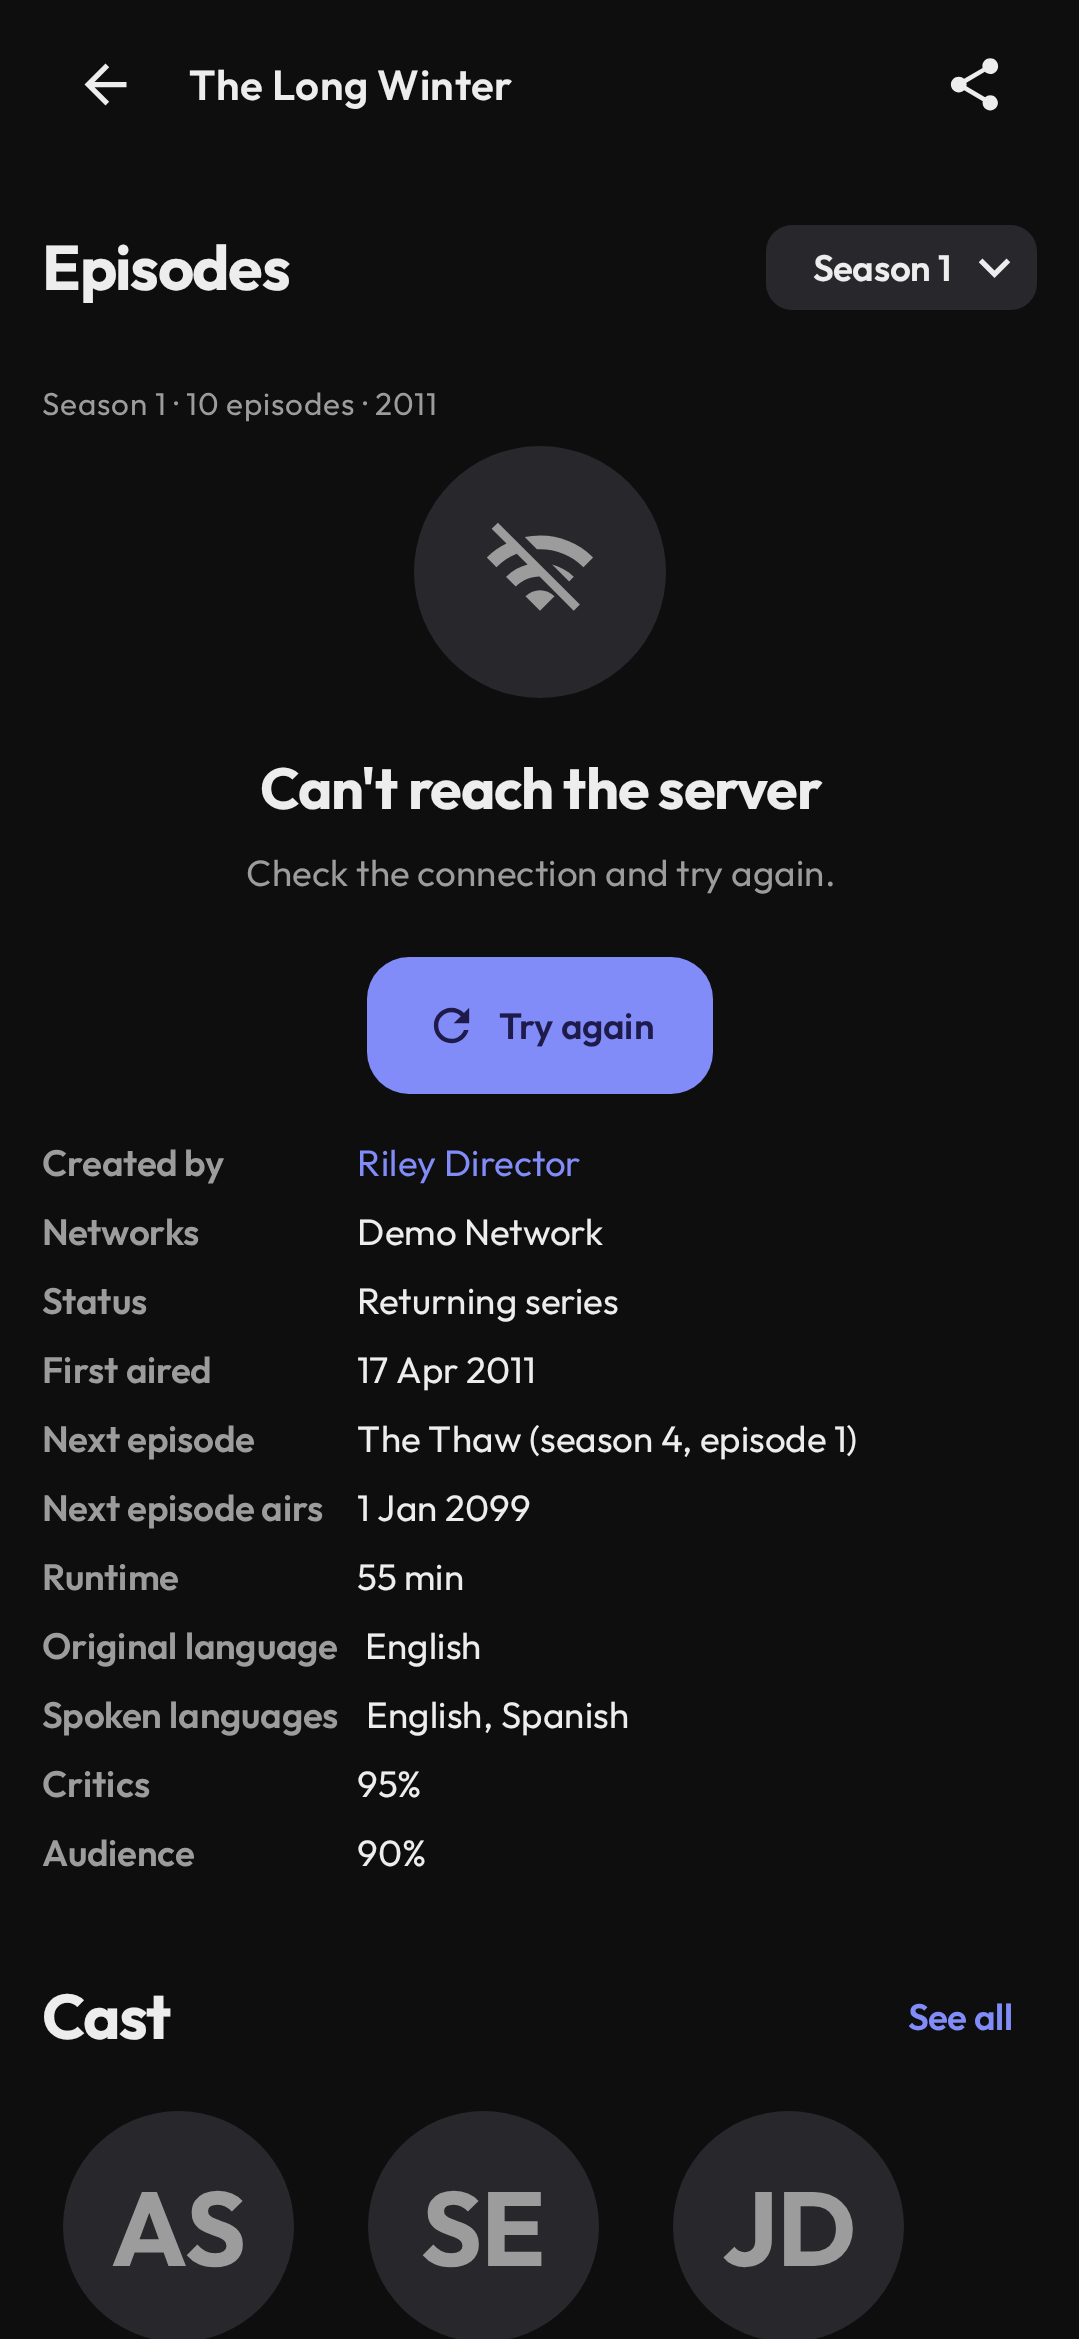 The Long Winter
Episodes
Season 1
Season 1 · 10 episodes · 2011
Can't reach the server
Check the connection and try again.
Try again
Created by Riley Director
Networks Demo Network
Status Returning series
First aired 17 Apr 2011
Next episode The Thaw (season 4, episode 1)
Next episode airs 1 Jan 2099
Runtime 55 min
Original language English
Spoken languages English, Spanish
Critics 95%
Audience 90%
Cast
See all
AS SE JD